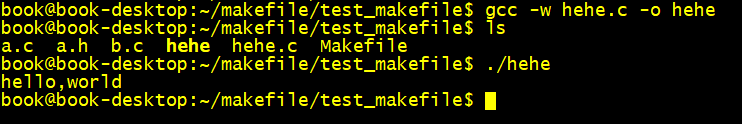 book@book-desktop:~/makefile/test_makefile$ gcc -w hehe.c -o hehe
book@book-desktop:~/makefile/test_makefile$ ls
a.c  a.h  b.c  hehe  hehe.c  Makefile
book@book-desktop:~/makefile/test_makefile$ ./hehe
hello,world
book@book-desktop:~/makefile/test_makefile$